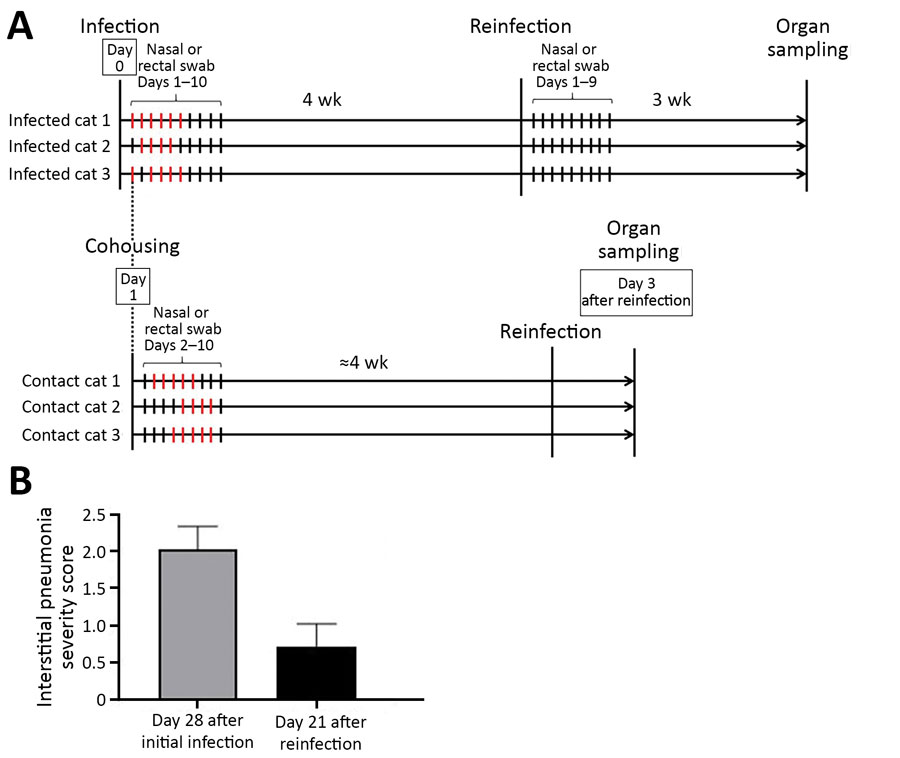 A
Infection
Day
0
Nasal or
rectal swab
Days 1–10
4 wk
Reinfection
Nasal or
rectal swab
Days 1–9
3 wk
Organ
sampling
Infected cat 1
Infected cat 2
Infected cat 3
Cohousing
Day
1
Nasal or
rectal swab
Days 2–10
≈4 wk
Reinfection
Organ
sampling
Day 3
after reinfection
Contact cat 1
Contact cat 2
Contact cat 3
B
Interstitial pneumonia
severity score
2.5
2.0
1.5
1.0
0.5
0
Day 28 after
initial infection
Day 21 after
reinfection